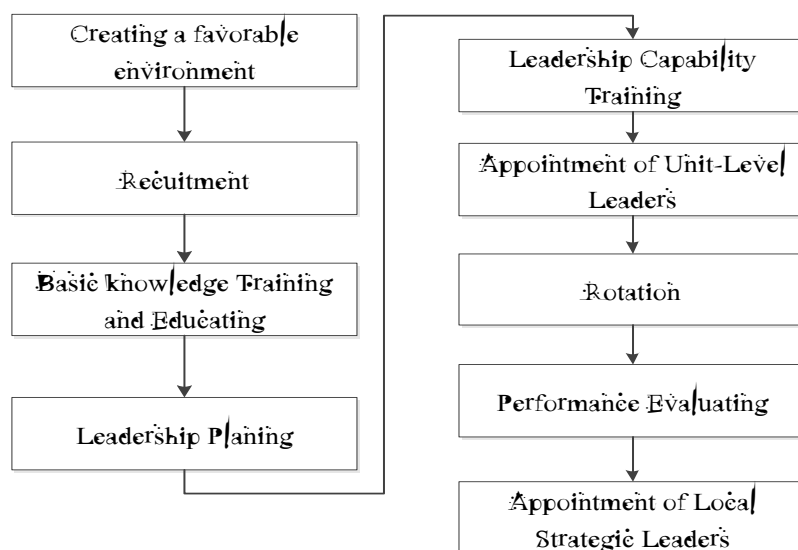 Creating a favorable
environment
Recuitment
Basic knowledge Training
and Educating
Leadership Planing
Leadership Capability
Training
Appointment of Unit-Level
Leaders
Rotation
Performance Evaluating
Appointment of Local
Strategic Leaders